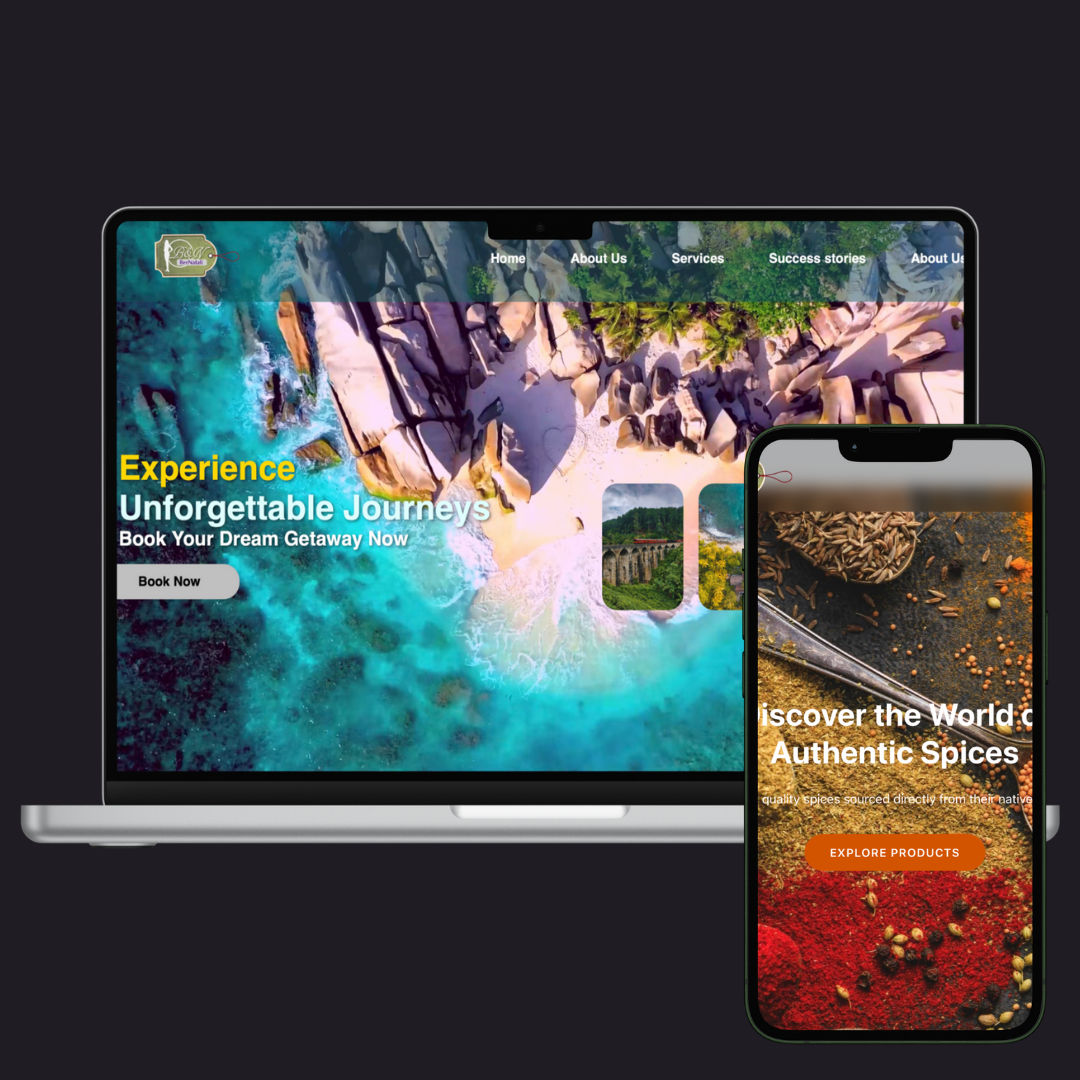 BerNatali
Home About Us Services Success stories About Us
Experience
Unforgettable Journeys
Book Your Dream Getaway Now
Book Now
iscover the World o
Authentic Spices
quality spices sourced directly from their native
EXPLORE PRODUCTS